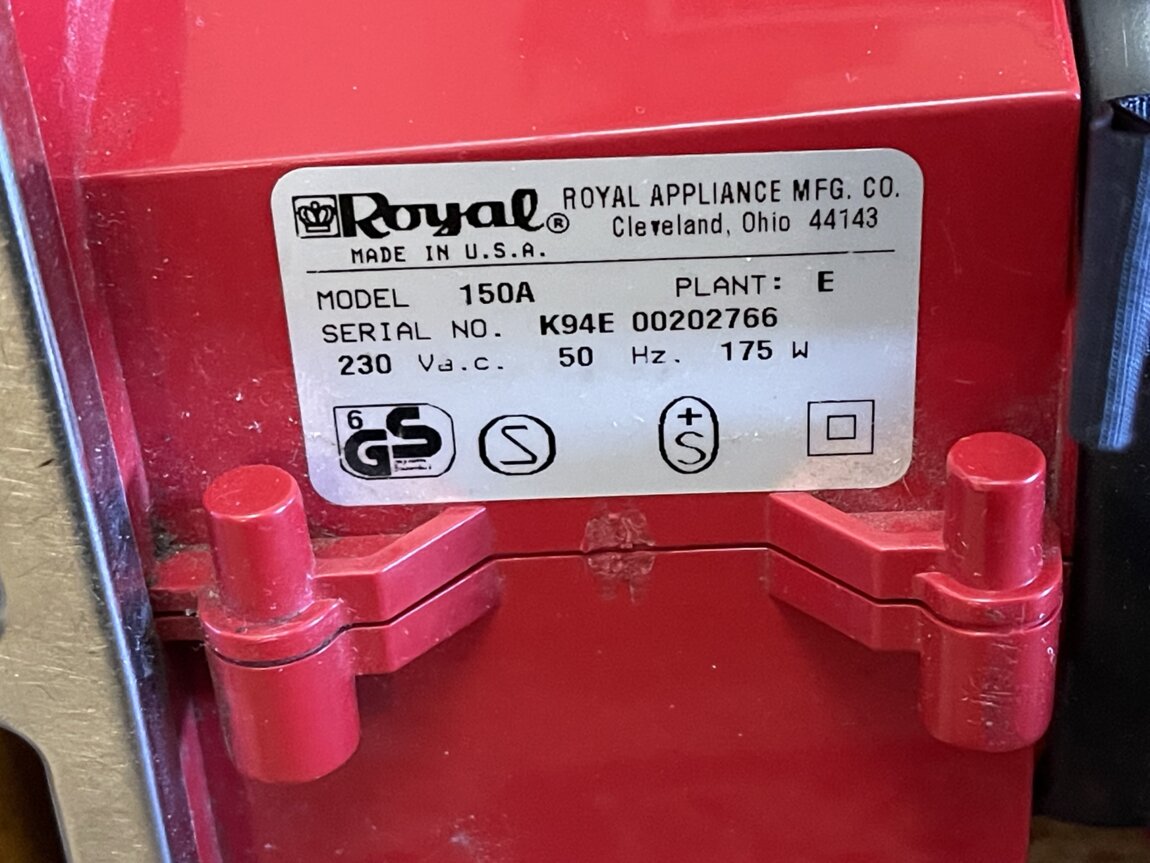 Royal® ROYAL APPLIANCE MFG. CO.
Cleveland, Ohio 44143
MADE IN U.S.A.
MODEL 150A PLANT: E
SERIAL NO. K94E 00202766
230 Va.c. 50 Hz. 175 W
6 GS S +S